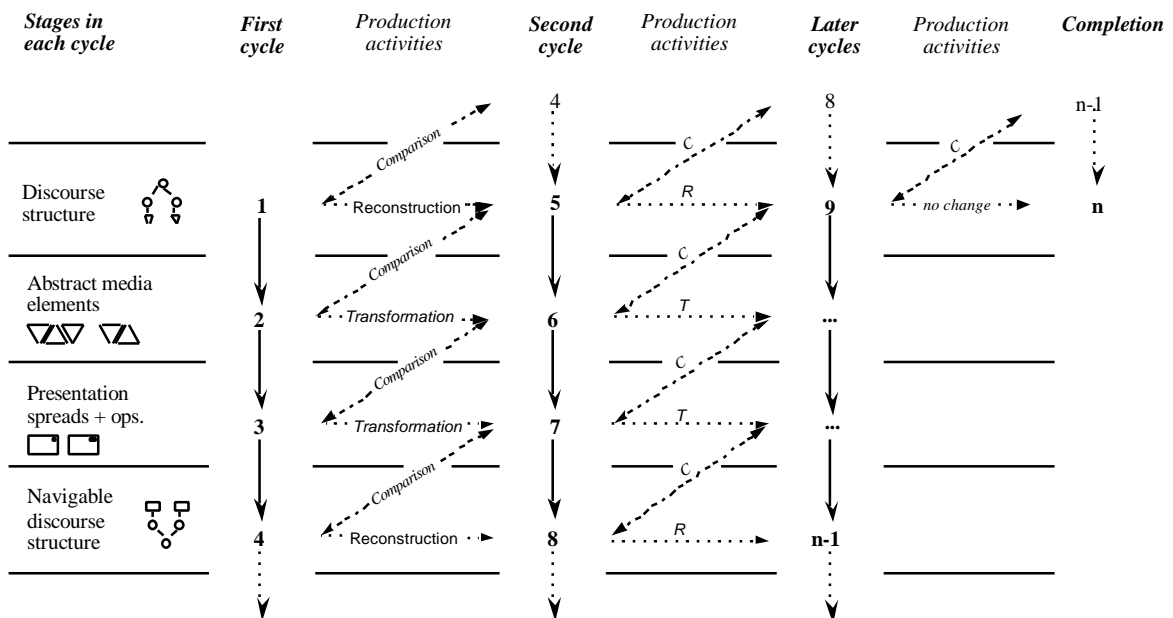 Stages in each cycle
First cycle
Production activities
Second cycle
Production activities
Later cycles
Production activities
Completion
4
8
n-1
Comparison
C
C
Discourse structure
1
Reconstruction
5
R
9
no change
n
Comparison
C
Abstract media elements
2
Transformation
6
T
...
Comparison
C
Presentation spreads + ops.
3
Transformation
7
T
...
Comparison
C
Navigable discourse structure
4
Reconstruction
8
R
n-1